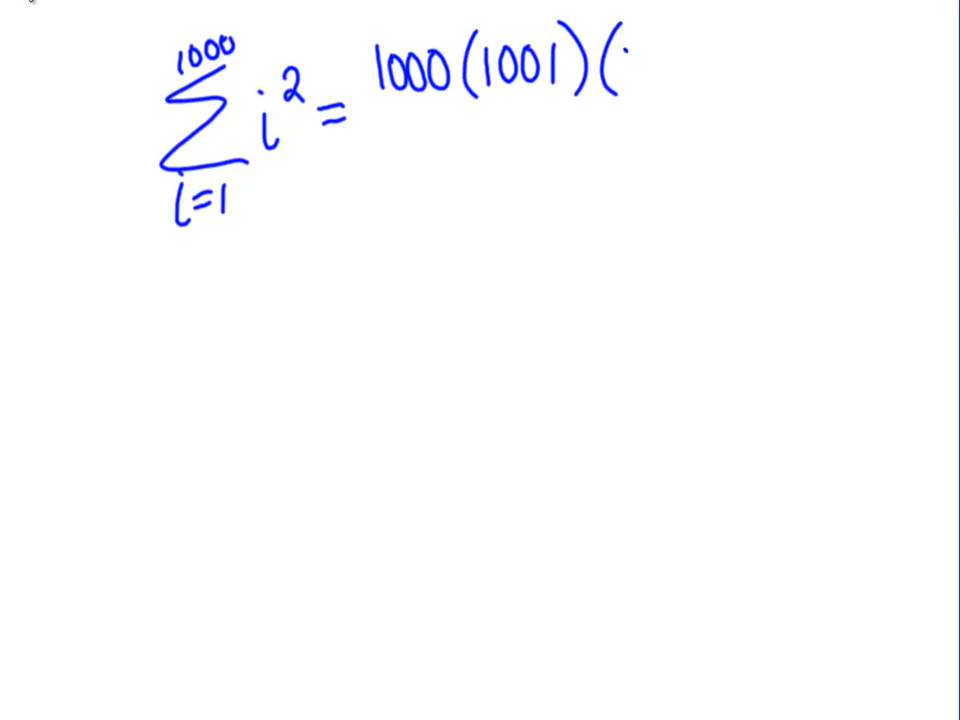 1000
∑ i² = 1000(1001)(
i=1